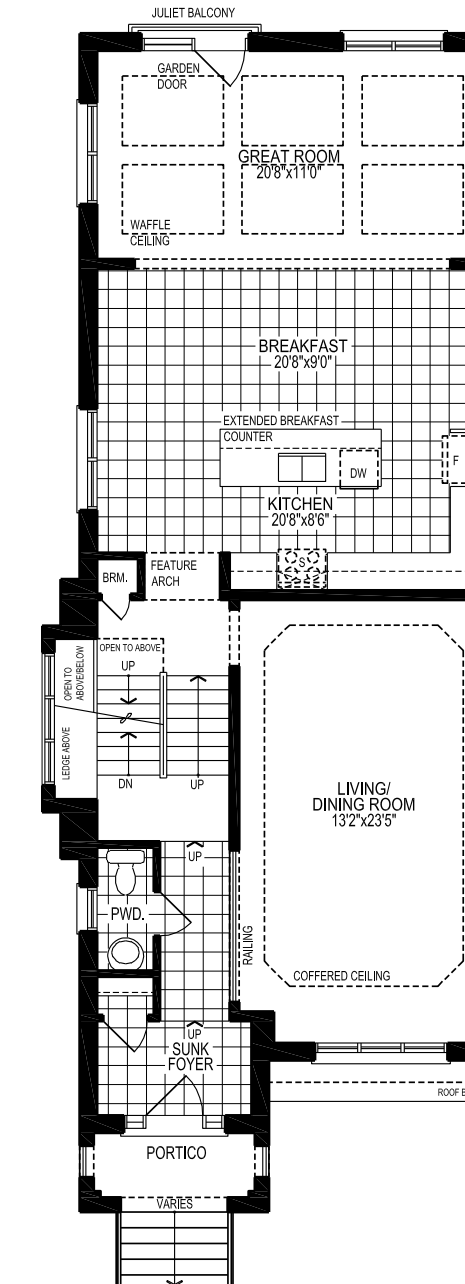 JULIET BALCONY
GARDEN
DOOR
GREAT ROOM
20'8"x11'0"
WAFFLE
CEILING
BREAKFAST
20'8"x9'0"
EXTENDED BREAKFAST
COUNTER
DW
F
KITCHEN
20'8"x8'6"
S
BRM.
FEATURE
ARCH
OPEN TO ABOVE
UP
OPEN TO
ABOVE/BELOW
LEDGE ABOVE
DN
UP
LIVING/
DINING ROOM
13'2"x23'5"
UP
PWD.
RAILING
COFFERED CEILING
UP
SUNK
FOYER
ROOF B
PORTICO
VARIES